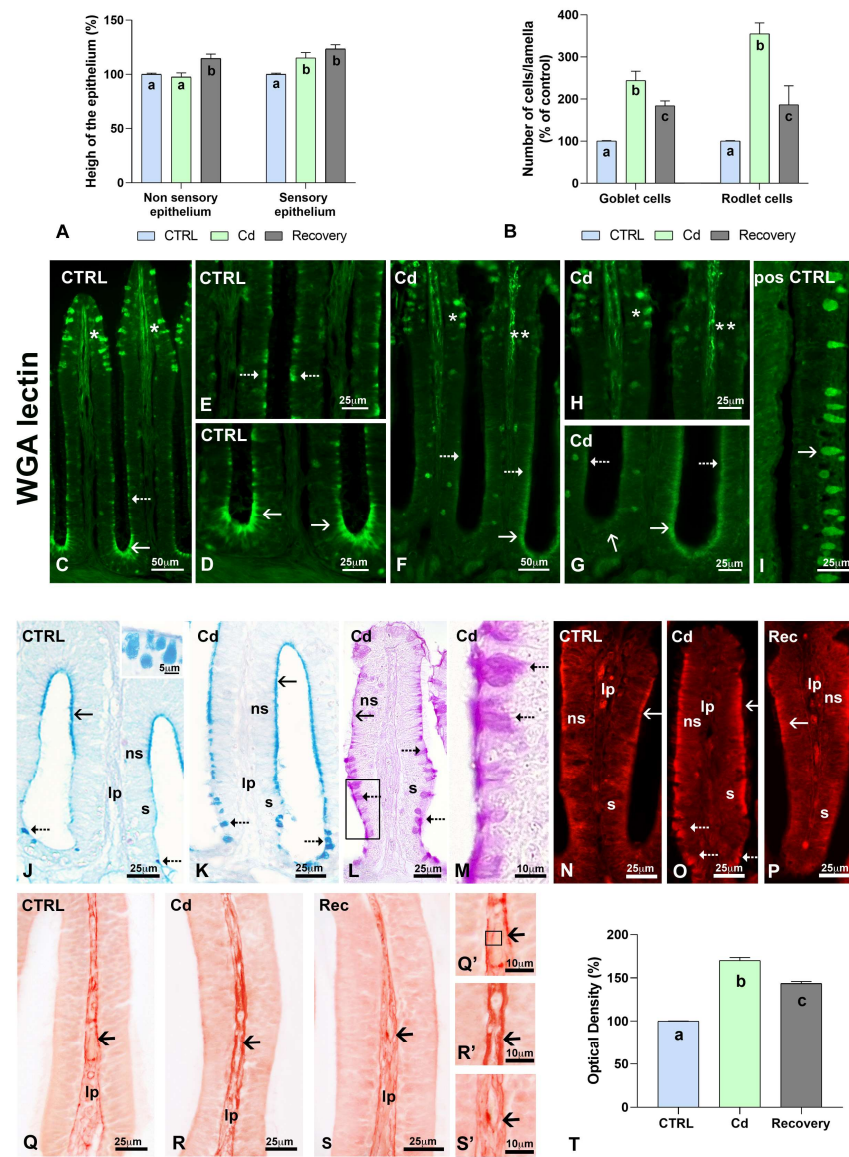 Heigh of the epithelium (%)
150
100
50
0
a
a
b
a
b
b
Non sensory
epithelium
Sensory
epithelium
A
CTRL
Cd
Recovery
Number of cells/lamella
(% of control)
400
300
200
100
0
a
b
c
a
b
c
Goblet cells
Rodlet cells
B
CTRL
Cd
Recovery
WGA lectin
CTRL
*
*
C
50µm
CTRL
E
25µm
CTRL
D
25µm
Cd
*
**
F
50µm
*
**
H
25µm
Cd
G
25µm
pos CTRL
I
25µm
CTRL
5µm
ns
lp
s
J
25µm
Cd
ns
lp
s
K
25µm
Cd
ns
s
L
25µm
Cd
M
10µm
CTRL
lp
ns
s
N
25µm
Cd
lp
ns
s
O
25µm
Rec
lp
ns
s
P
25µm
CTRL
lp
Q
25µm
Cd
lp
R
25µm
Rec
lp
S
25µm
Q'
10µm
R'
10µm
S'
10µm
Optical Density (%)
200
150
100
50
0
a
b
c
CTRL
Cd
Recovery
T